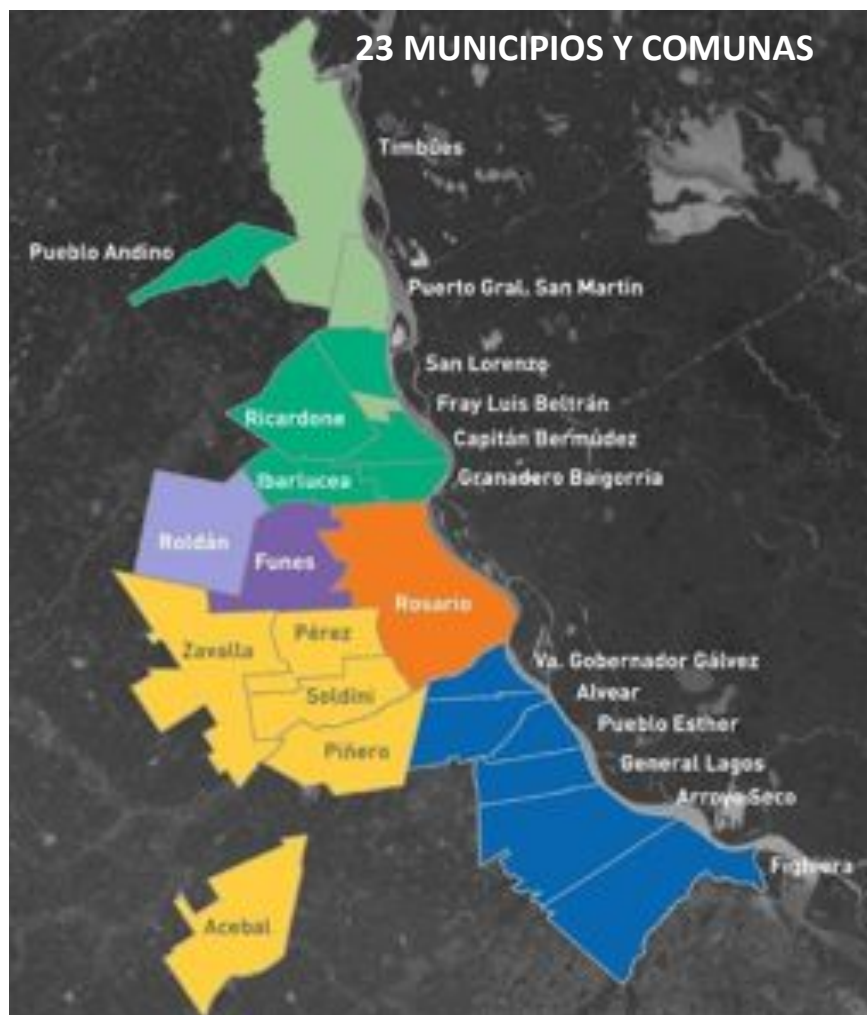 23 MUNICIPIOS Y COMUNAS
Timbúes
Pueblo Andino
Puerto Gral. San Martín
San Lorenzo
Fray Luis Beltrán
Ricardone
Capitán Bermúdez
Ibarlucea
Granadero Baigorria
Roldán
Funes
Rosario
Pérez
Zavalla
Va. Gobernador Gálvez
Soldini
Alvear
Pueblo Esther
Piñero
General Lagos
Arroyo Seco
Fighiera
Acebal